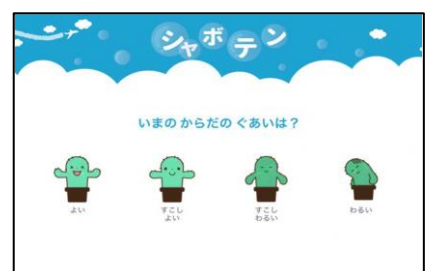 シャボテン
いまの からだの ぐあいは？
よい
すこし
よい
すこし
わるい
わるい